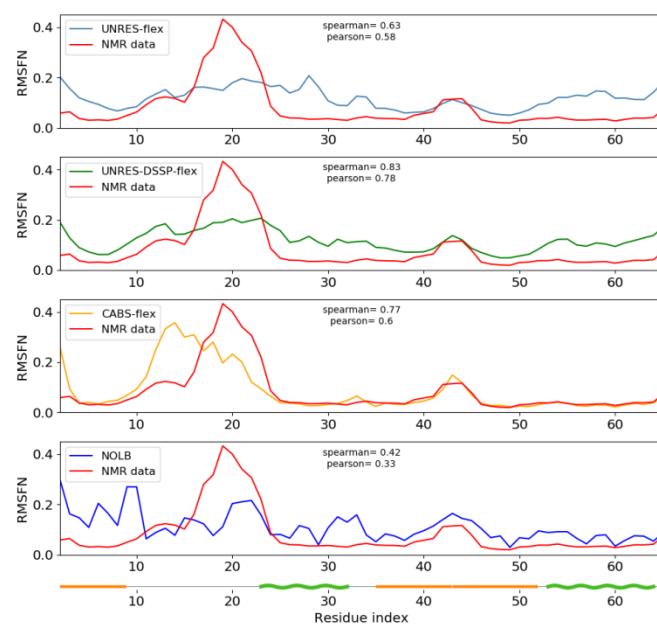 UNRES-flex
NMR data
spearman= 0.63
pearson= 0.58
RMSFN
0.4
0.2
0.0
10 20 30 40 50 60
UNRES-DSSP-flex
NMR data
spearman= 0.83
pearson= 0.78
RMSFN
0.4
0.2
0.0
10 20 30 40 50 60
CABS-flex
NMR data
spearman= 0.77
pearson= 0.6
RMSFN
0.4
0.2
0.0
10 20 30 40 50 60
NOLB
NMR data
spearman= 0.42
pearson= 0.33
RMSFN
0.4
0.2
0.0
10 20 30 40 50 60
Residue index